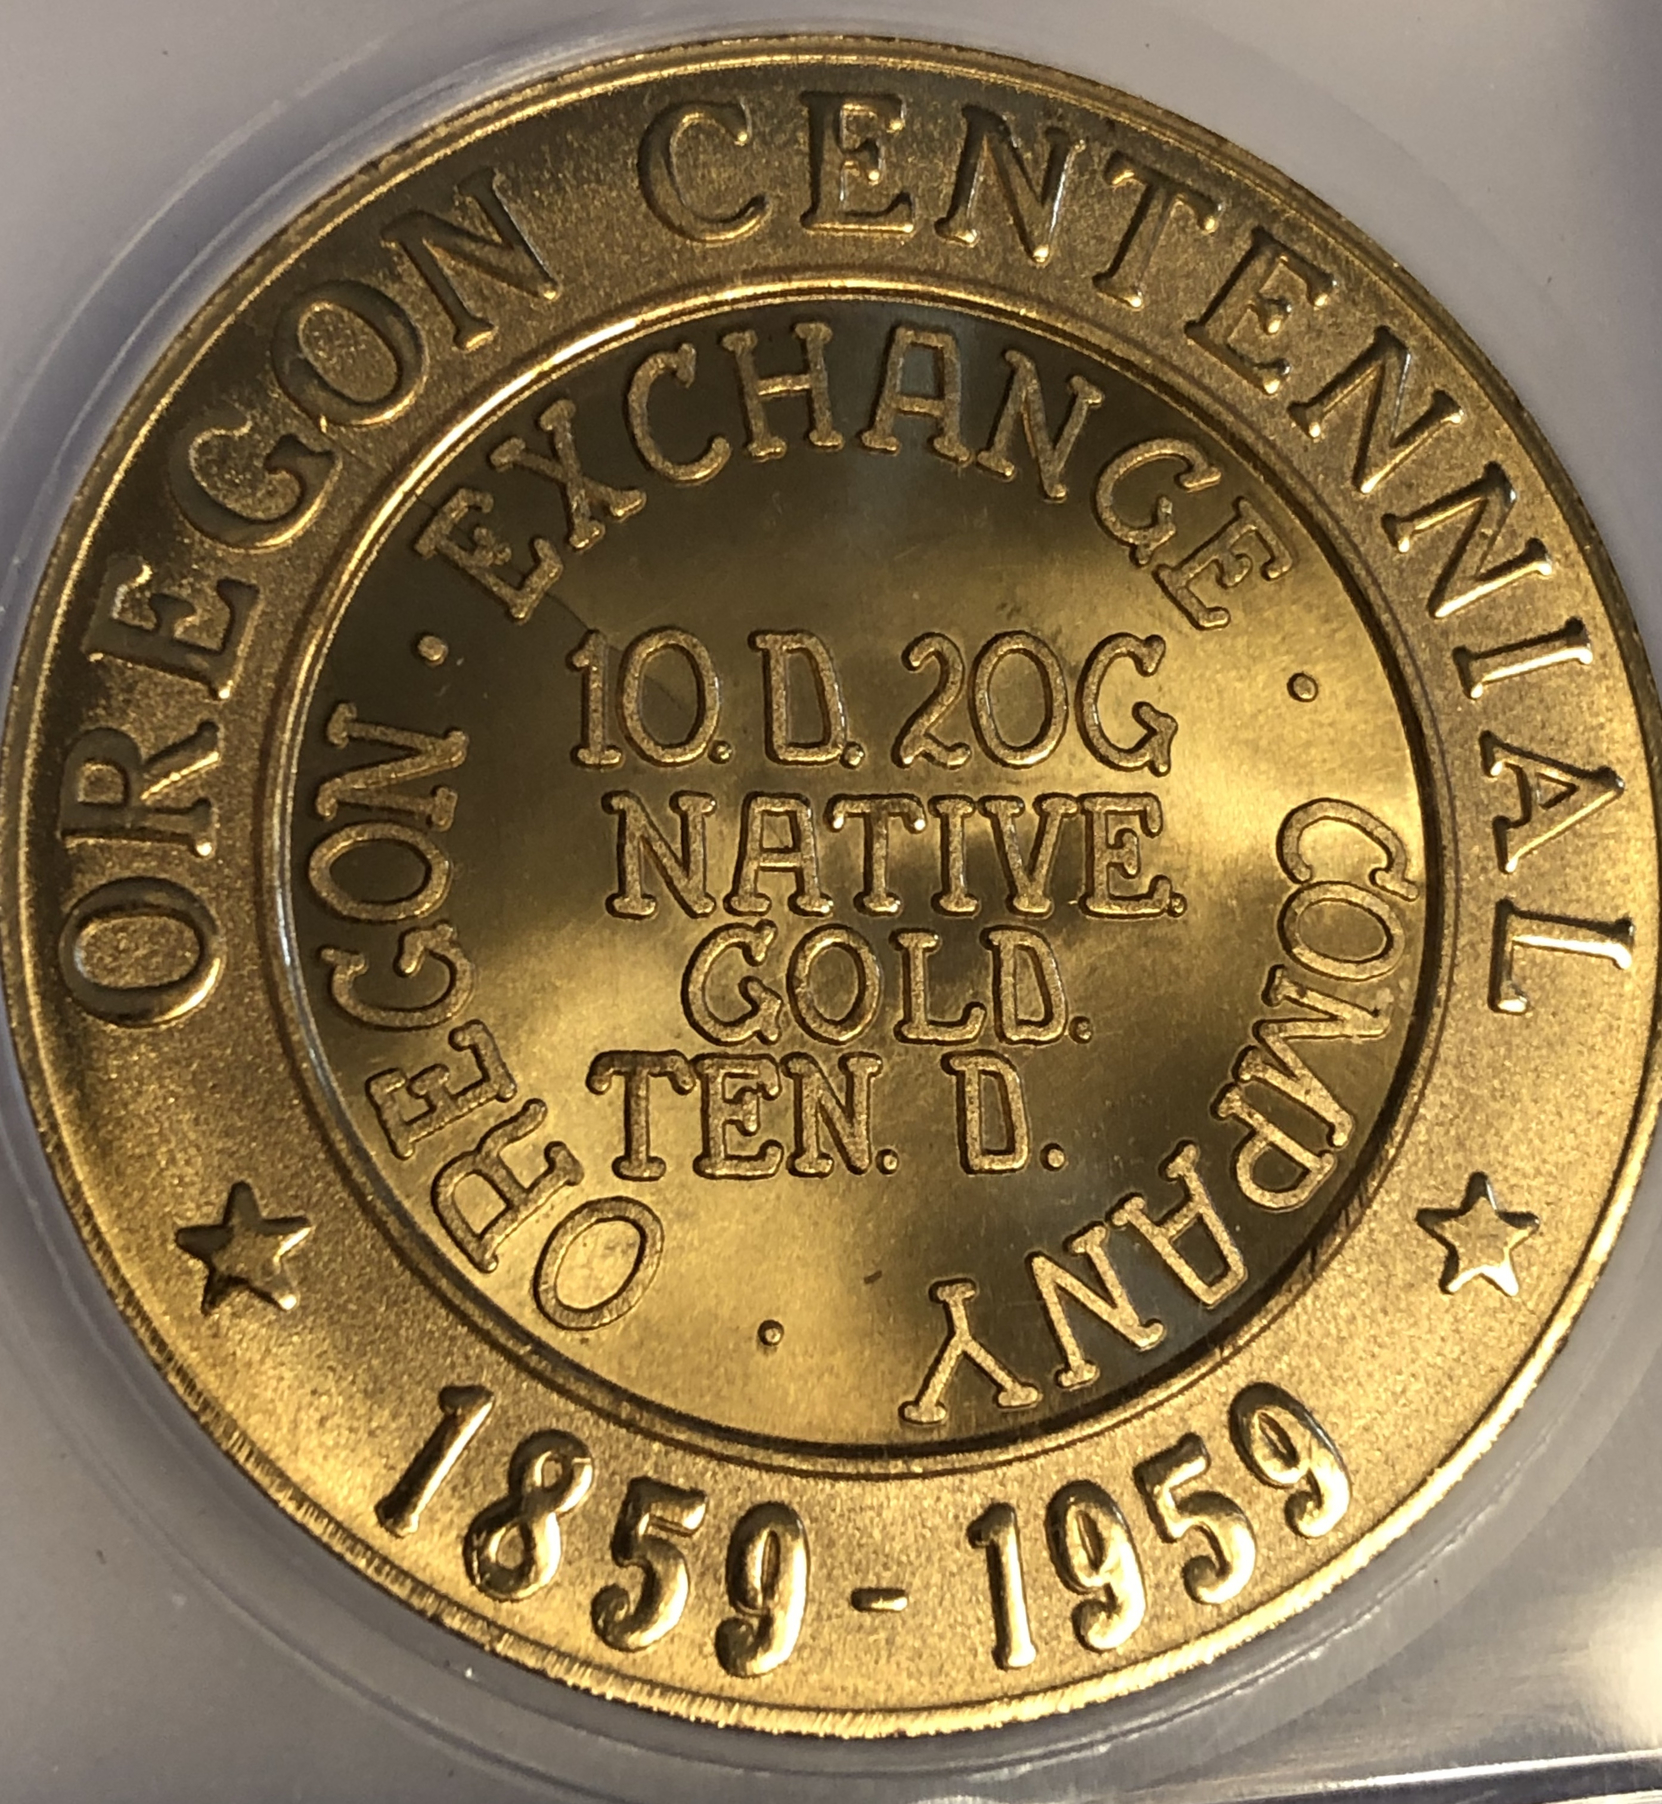 OREGON CENTENNIAL
OREGON · EXCHANGE · COMPANY ·
10. D. 20G
NATIVE.
GOLD.
TEN. D.
1859 - 1959